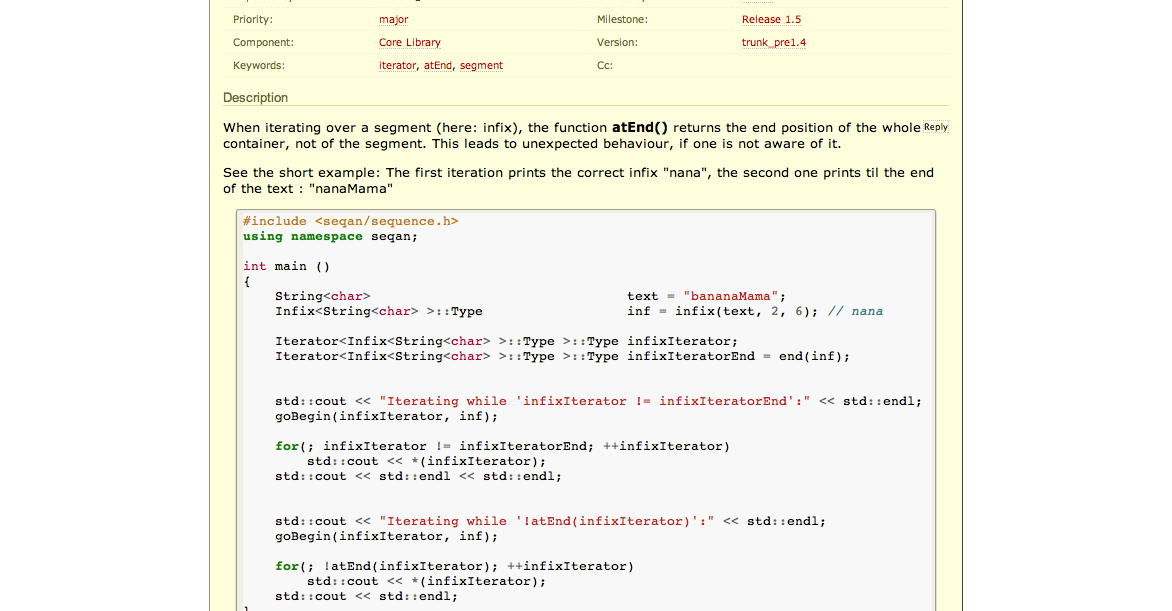 Priority: major Milestone: Release 1.5
Component: Core Library Version: trunk_pre1.4
Keywords: iterator, atEnd, segment Cc:
Description
When iterating over a segment (here: infix), the function atEnd() returns the end position of the whole Reply
container, not of the segment. This leads to unexpected behaviour, if one is not aware of it.
See the short example: The first iteration prints the correct infix "nana", the second one prints til the end
of the text : "nanaMama"
#include <seqan/sequence.h>
using namespace seqan;
int main ()
{
String<char> text = "bananaMama";
Infix<String<char> >::Type inf = infix(text, 2, 6); // nana
Iterator<Infix<String<char> >::Type >::Type infixIterator;
Iterator<Infix<String<char> >::Type >::Type infixIteratorEnd = end(inf);
std::cout << "Iterating while 'infixIterator != infixIteratorEnd':" << std::endl;
goBegin(infixIterator, inf);
for(; infixIterator != infixIteratorEnd; ++infixIterator)
std::cout << *(infixIterator);
std::cout << std::endl << std::endl;
std::cout << "Iterating while '!atEnd(infixIterator)':" << std::endl;
goBegin(infixIterator, inf);
for(; !atEnd(infixIterator); ++infixIterator)
std::cout << *(infixIterator);
std::cout << std::endl;